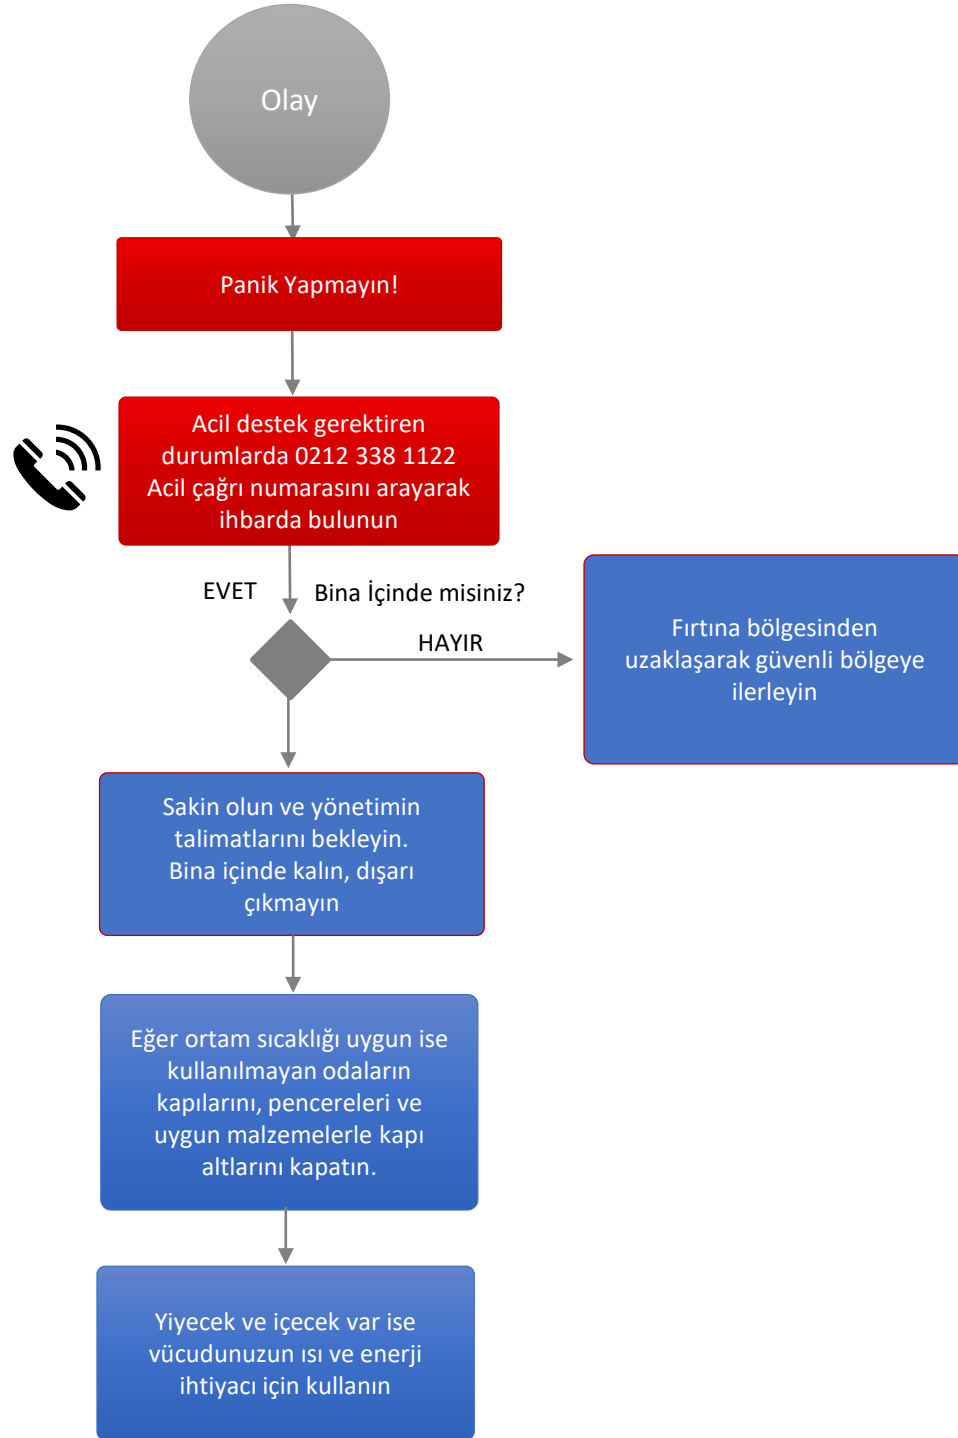 Olay
Panik Yapmayın!
Acil destek gerektiren
durumlarda 0212 338 1122
Acil çağrı numarasını arayarak
ihbarda bulunun
EVET
Bina İçinde misiniz?
HAYIR
Fırtına bölgesinden
uzaklaşarak güvenli bölgeye
ilerleyin
Sakin olun ve yönetimin
talimatlarını bekleyin.
Bina içinde kalın, dışarı
çıkmayın
Eğer ortam sıcaklığı uygun ise
kullanılmayan odaların
kapılarını, pencereleri ve
uygun malzemelerle kapı
altlarını kapatın.
Yiyecek ve içecek var ise
vücudunuzun ısı ve enerji
ihtiyacı için kullanın